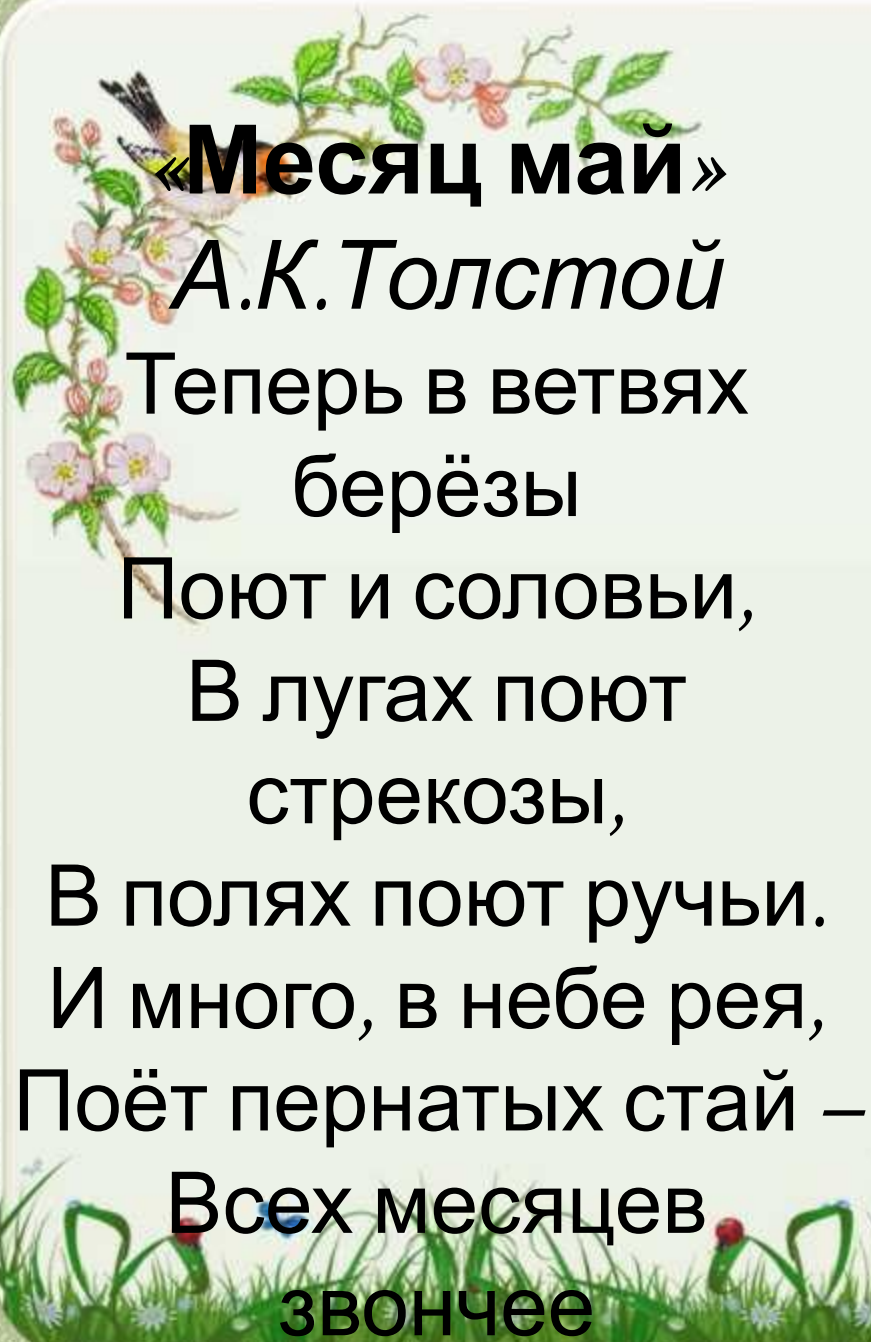 «Месяц май»
А.К.Толстой
Теперь в ветвях
берёзы
Поют и соловьи,
В лугах поют
стрекозы,
В полях поют ручьи.
И много, в небе рея,
Поёт пернатых стай –
Всех месяцев
звончее